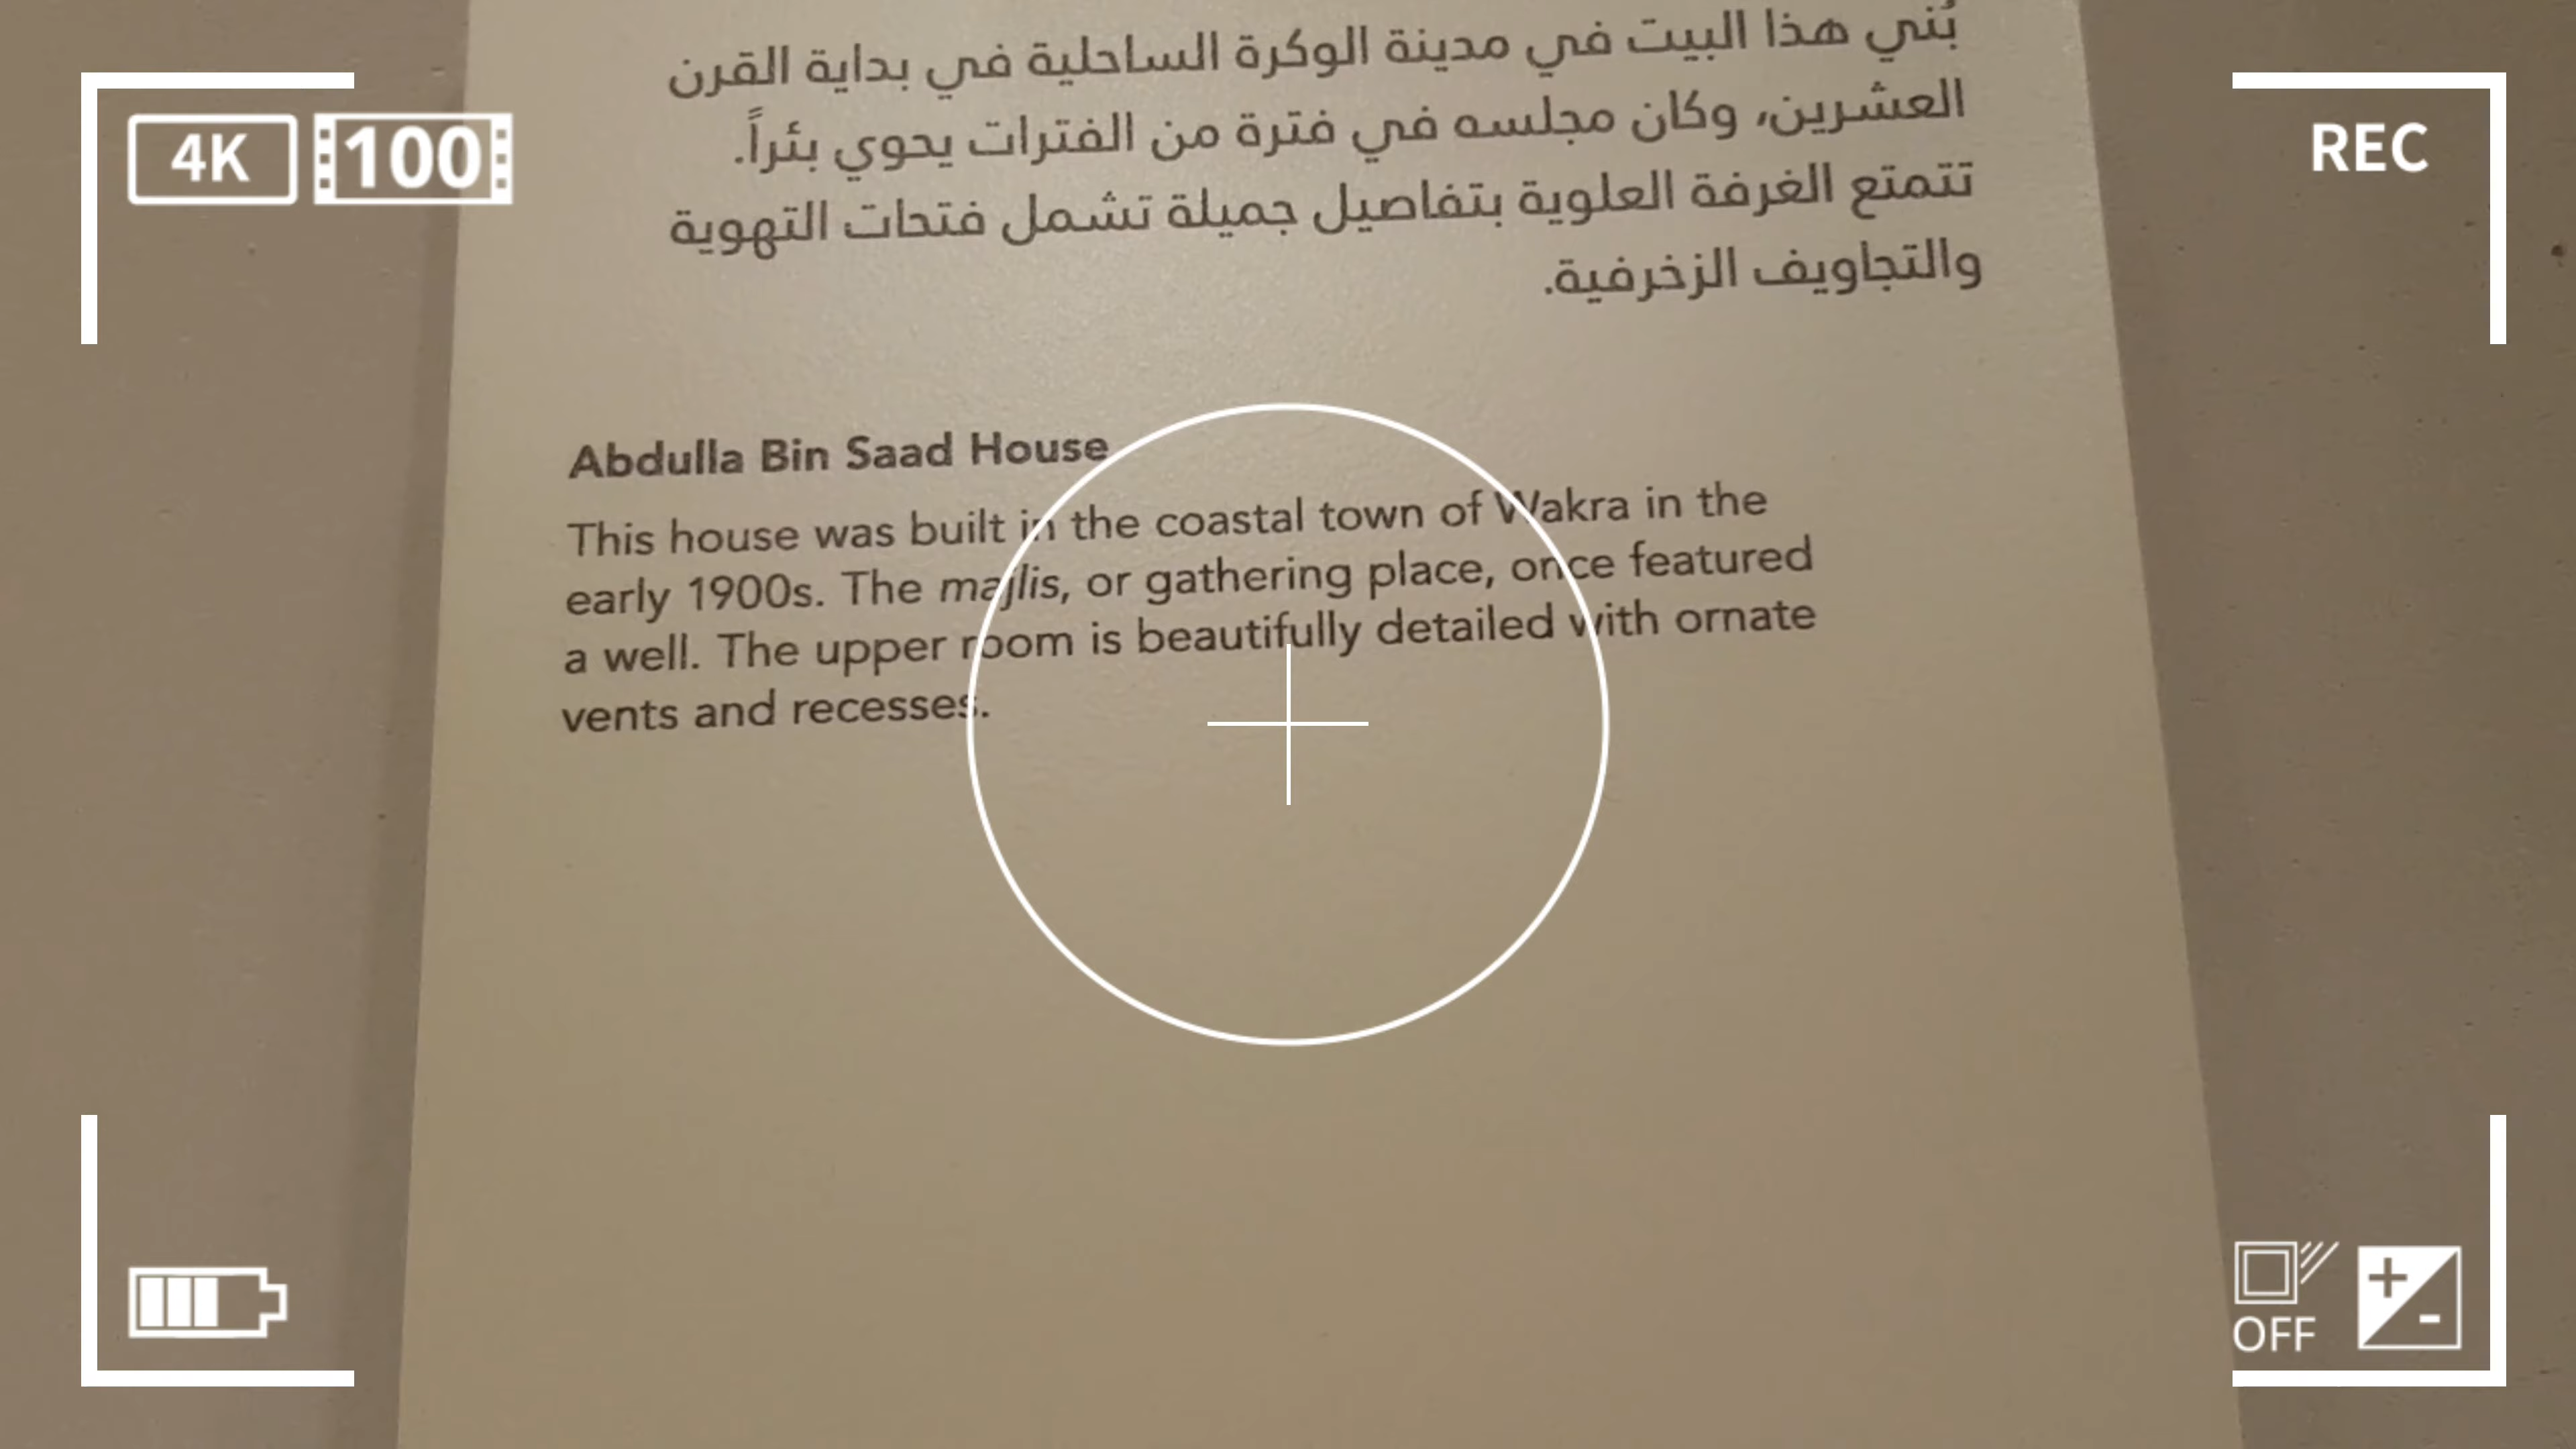 4K
100
REC
بُني هذا البيت في مدينة الوكرة الساحلية في بداية القرن
العشرين، وكان مجلسه في فترة من الفترات يحوي بئراً.
تتمتع الغرفة العلوية بتفاصيل جميلة تشمل فتحات التهوية
والتجاويف الزخرفية.
Abdulla Bin Saad House
This house was built in the coastal town of Wakra in the
early 1900s. The majlis, or gathering place, once featured
a well. The upper room is beautifully detailed with ornate
vents and recesses.
OFF